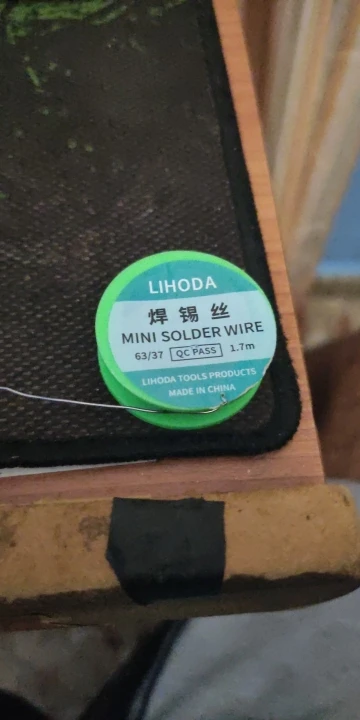 LIHODA
焊锡丝
MINI SOLDER WIRE
63/37 QC PASS 1.7m
LIHODA TOOLS PRODUCTS
MADE IN CHINA